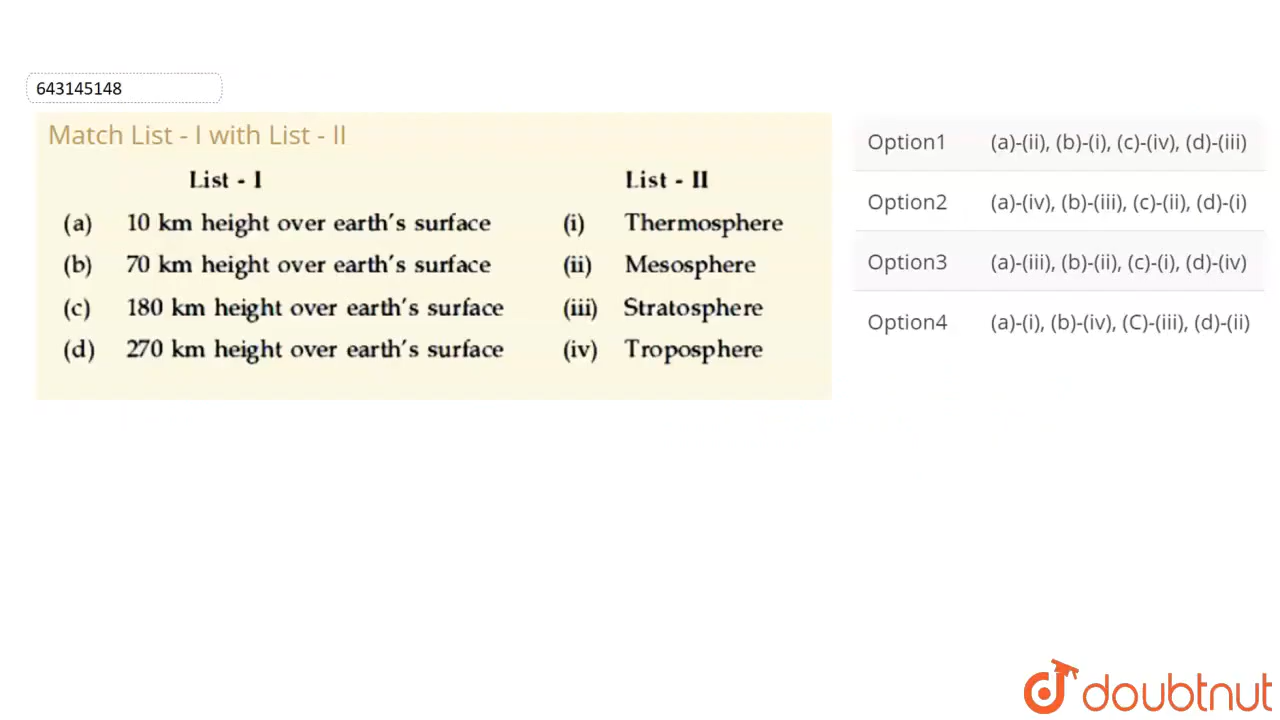 643145148
Match List - I with List - II
List - I List - II
(a) 10 km height over earth's surface (i) Thermosphere
(b) 70 km height over earth's surface (ii) Mesosphere
(c) 180 km height over earth's surface (iii) Stratosphere
(d) 270 km height over earth's surface (iv) Troposphere
Option1 (a)-(ii), (b)-(i), (c)-(iv), (d)-(iii)
Option2 (a)-(iv), (b)-(iii), (c)-(ii), (d)-(i)
Option3 (a)-(iii), (b)-(ii), (c)-(i), (d)-(iv)
Option4 (a)-(i), (b)-(iv), (C)-(iii), (d)-(ii)
doubtnut